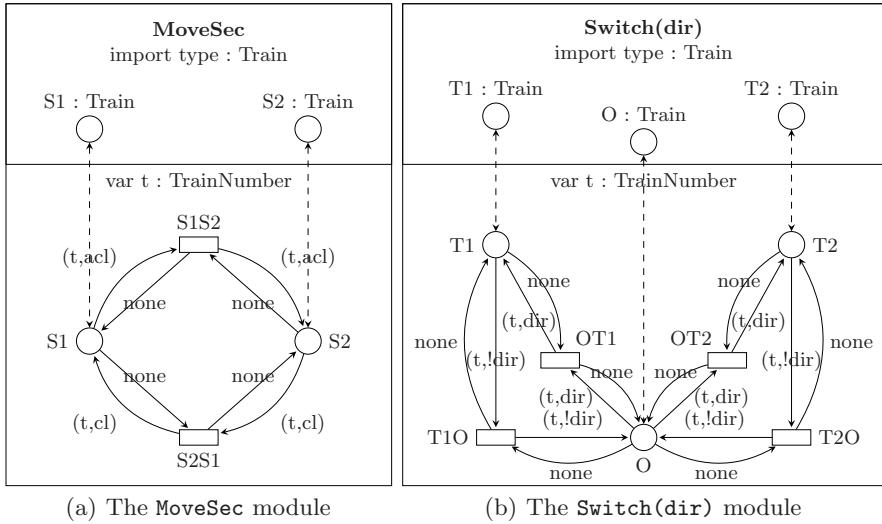 MoveSec
import type : Train
S1 : Train
S2 : Train
var t : TrainNumber
S1S2
(t,acl)
(t,acl)
none
none
S1
S2
none
none
(t,cl)
(t,cl)
S2S1
(a) The MoveSec module
Switch(dir)
import type : Train
T1 : Train
T2 : Train
O : Train
var t : TrainNumber
T1
T2
none
none
(t,dir)
(t,dir)
none
OT1
OT2
none
(t,!dir)
none
none
(t,!dir)
(t,dir)
(t,dir)
(t,!dir)
(t,!dir)
T1O
T2O
O
none
none
(b) The Switch(dir) module